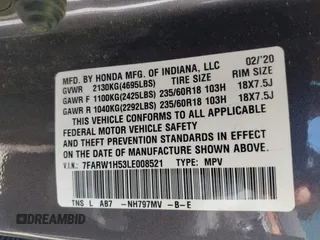 MFD. BY HONDA MFG. OF INDIANA, LLC 02/'20
GVWR 2130KG(4695LBS) TIRE SIZE RIM SIZE
GAWR F 1100KG(2425LBS) 235/60R18 103H 18X7.5J
GAWR R 1040KG(2292LBS) 235/60R18 103H 18X7.5J
THIS VEHICLE CONFORMS TO ALL APPLICABLE
FEDERAL MOTOR VEHICLE SAFETY, BUMPER,
AND THEFT PREVENTION STANDARDS IN EFFECT
ON THE DATE OF MANUFACTURE SHOWN ABOVE.
V.I.N.: 7FARW1H53LE008521 TYPE: MPV
TNS L AB7 -NH797MV -B-E
DREAMBID